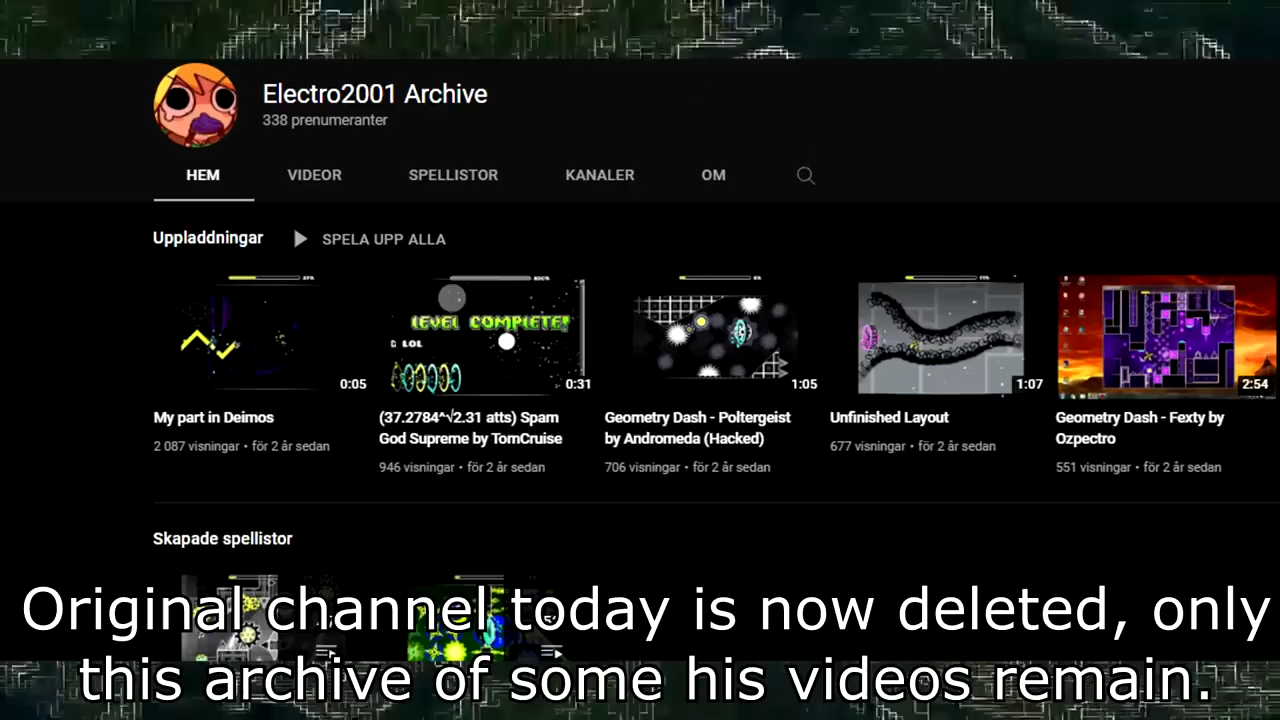 Electro2001 Archive
338 prenumeranter
HEM VIDEOR SPELLISTOR KANALER OM
Uppladdningar SPELA UPP ALLA
LEVEL COMPLETE!
LOL
0:05 0:31 1:05 1:07 2:54
My part in Deimos
2 087 visningar • för 2 år sedan
(37.2784^√2.31 atts) Spam
God Supreme by TomCruise
946 visningar • för 2 år sedan
Geometry Dash - Poltergeist
by Andromeda (Hacked)
706 visningar • för 2 år sedan
Unfinished Layout
677 visningar • för 2 år sedan
Geometry Dash - Fexty by
Ozpectro
551 visningar • för 2 år sedan
Skapade spellistor
Original channel today is now deleted, only
this archive of some his videos remain.